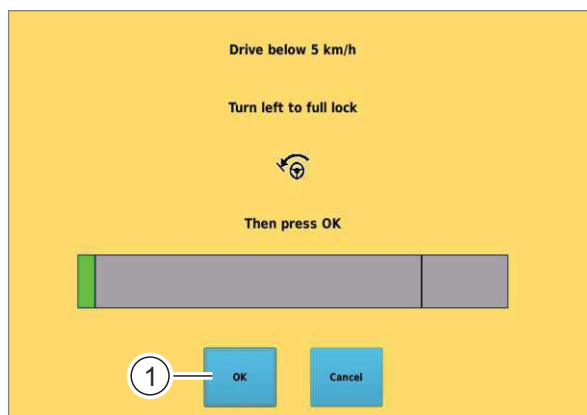 Drive below 5 km/h
Turn left to full lock
Then press OK
1
OK Cancel